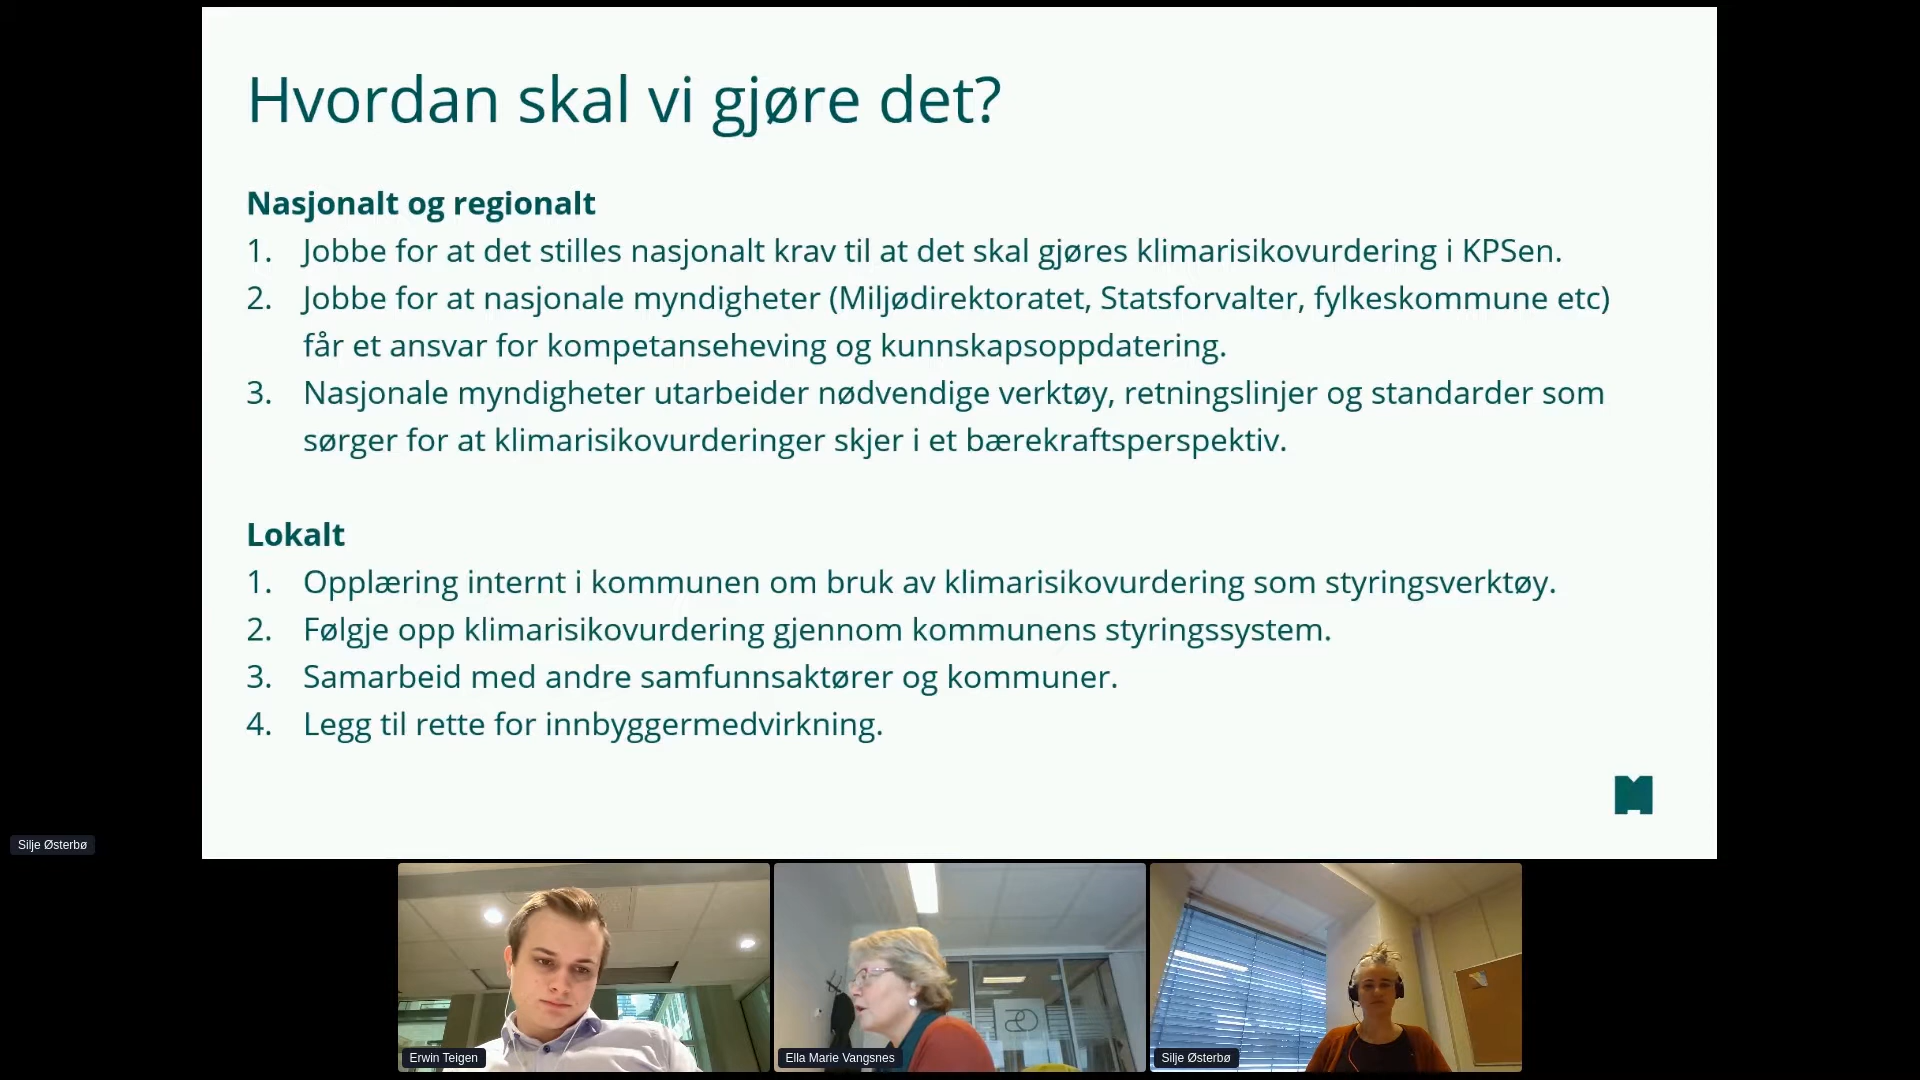 Hvordan skal vi gjøre det?
Nasjonalt og regionalt
1. Jobbe for at det stilles nasjonalt krav til at det skal gjøres klimarisikovurdering i KPSen.
2. Jobbe for at nasjonale myndigheter (Miljødirektoratet, Statsforvalter, fylkeskommune etc)
får et ansvar for kompetanseheving og kunnskapsoppdatering.
3. Nasjonale myndigheter utarbeider nødvendige verktøy, retningslinjer og standarder som
sørger for at klimarisikovurderinger skjer i et bærekraftsperspektiv.
Lokalt
1. Opplæring internt i kommunen om bruk av klimarisikovurdering som styringsverktøy.
2. Følgje opp klimarisikovurdering gjennom kommunens styringssystem.
3. Samarbeid med andre samfunnsaktører og kommuner.
4. Legg til rette for innbyggermedvirkning.
Silje Østerbø
Erwin Teigen
Ella Marie Vangsnes
Silje Østerbø